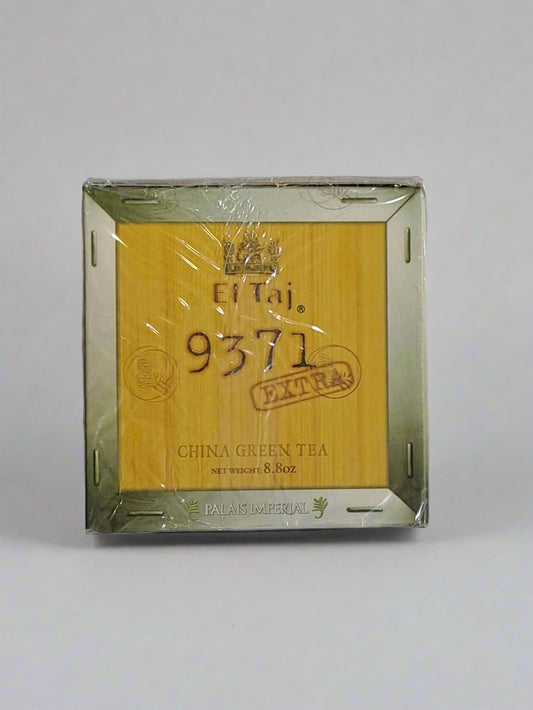 El Taj®
9371
EXTRA
CHINA GREEN TEA
NET WEIGHT: 8.8oz
PALAIS IMPERIAL